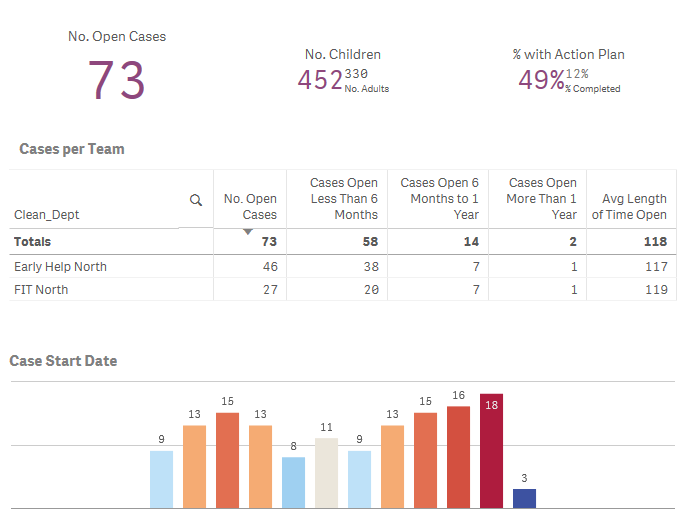 No. Open Cases
73
No. Children
452 330
No. Adults
% with Action Plan
49% 12%
% Completed
Cases per Team
Clean_Dept
No. Open Cases
Cases Open Less Than 6 Months
Cases Open 6 Months to 1 Year
Cases Open More Than 1 Year
Avg Length of Time Open
Totals 73 58 14 2 118
Early Help North 46 38 7 1 117
FIT North 27 20 7 1 119
Case Start Date
9 13 15 13 8 11 9 13 15 16 18 3